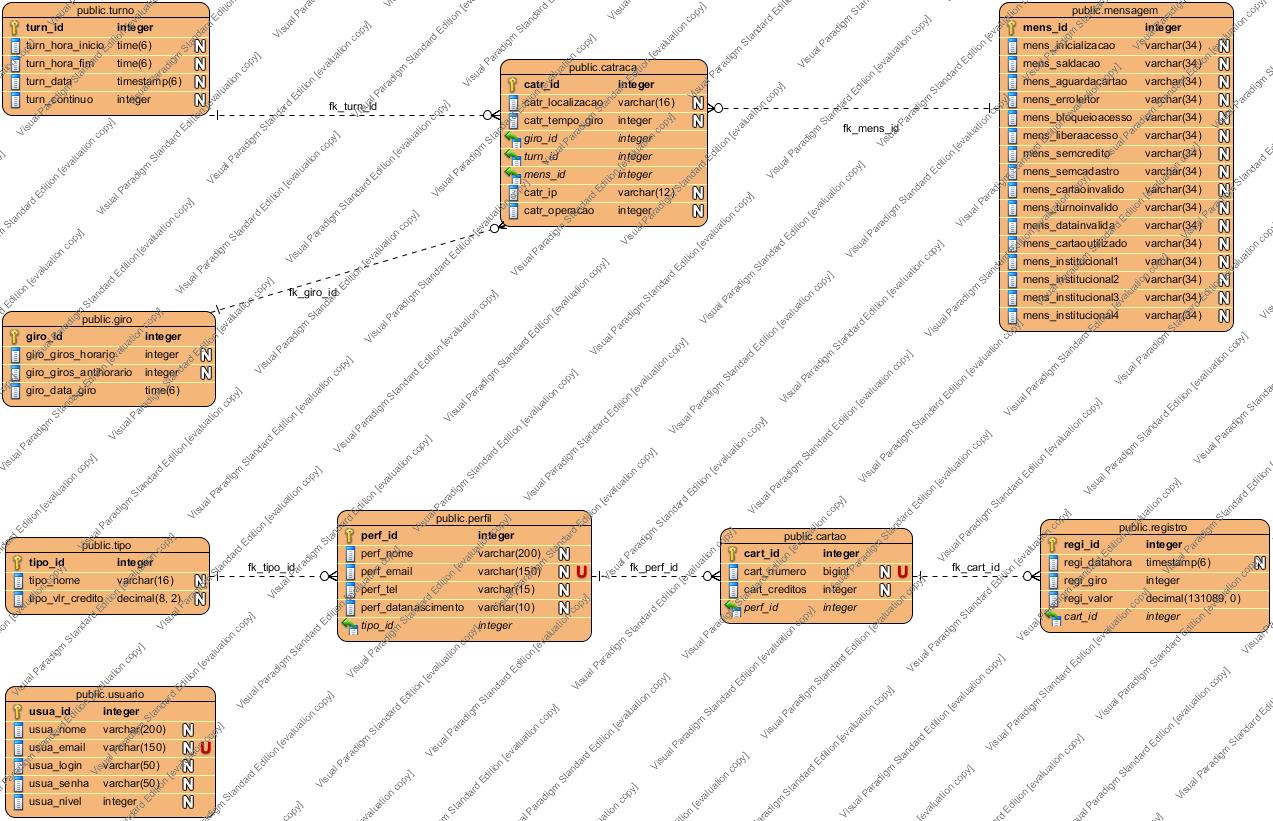 public.turno
turn_id integer
turn_hora_inicio time(6) N
turn_hora_fim time(6) N
turn_data timestamp(6) N
turn_continuo integer N
fk_turn_id
public.catraca
catr_id integer
catr_localizacao varchar(16) N
catr_tempo_giro integer N
giro_id integer
turn_id integer
mens_id integer
catr_ip varchar(12) N
catr_operacao integer N
fk_mens_id
public.mensagem
mens_id integer
mens_inicializacao varchar(34) N
mens_saldacao varchar(34) N
mens_aguardacartao varchar(34) N
mens_erroleitor varchar(34) N
mens_bloqueioacesso varchar(34) N
mens_liberaacesso varchar(34) N
mens_semcredito varchar(34) N
mens_semcadastro varchar(34) N
mens_cartaoinvalido varchar(34) N
mens_turnoinvalido varchar(34) N
mens_datainvalida varchar(34) N
mens_cartaoutilizado varchar(34) N
mens_institucional1 varchar(34) N
mens_institucional2 varchar(34) N
mens_institucional3 varchar(34) N
mens_institucional4 varchar(34) N
fk_giro_id
public.giro
giro_id integer
giro_giros_horario integer N
giro_giros_antihorario integer N
giro_data_giro time(6)
public.tipo
tipo_id integer
tipo_nome varchar(16) N
tipo_vlr_credito decimal(8, 2) N
fk_tipo_id
public.perfil
perf_id integer
perf_nome varchar(200) N
perf_email varchar(150) N U
perf_tel varchar(15) N
perf_datanascimento varchar(10) N
tipo_id integer
fk_perf_id
public.cartao
cart_id integer
cart_numero bigint N U
cart_creditos integer N
perf_id integer
fk_cart_id
public.registro
regi_id integer
regi_datahora timestamp(6) N
regi_giro integer
regi_valor decimal(131089, 0)
cart_id integer
public.usuario
usua_id integer
usua_nome varchar(200) N
usua_email varchar(150) N U
usua_login varchar(50) N
usua_senha varchar(50) N
usua_nivel integer N
Visual Paradigm Standard Edition [evaluation copy]